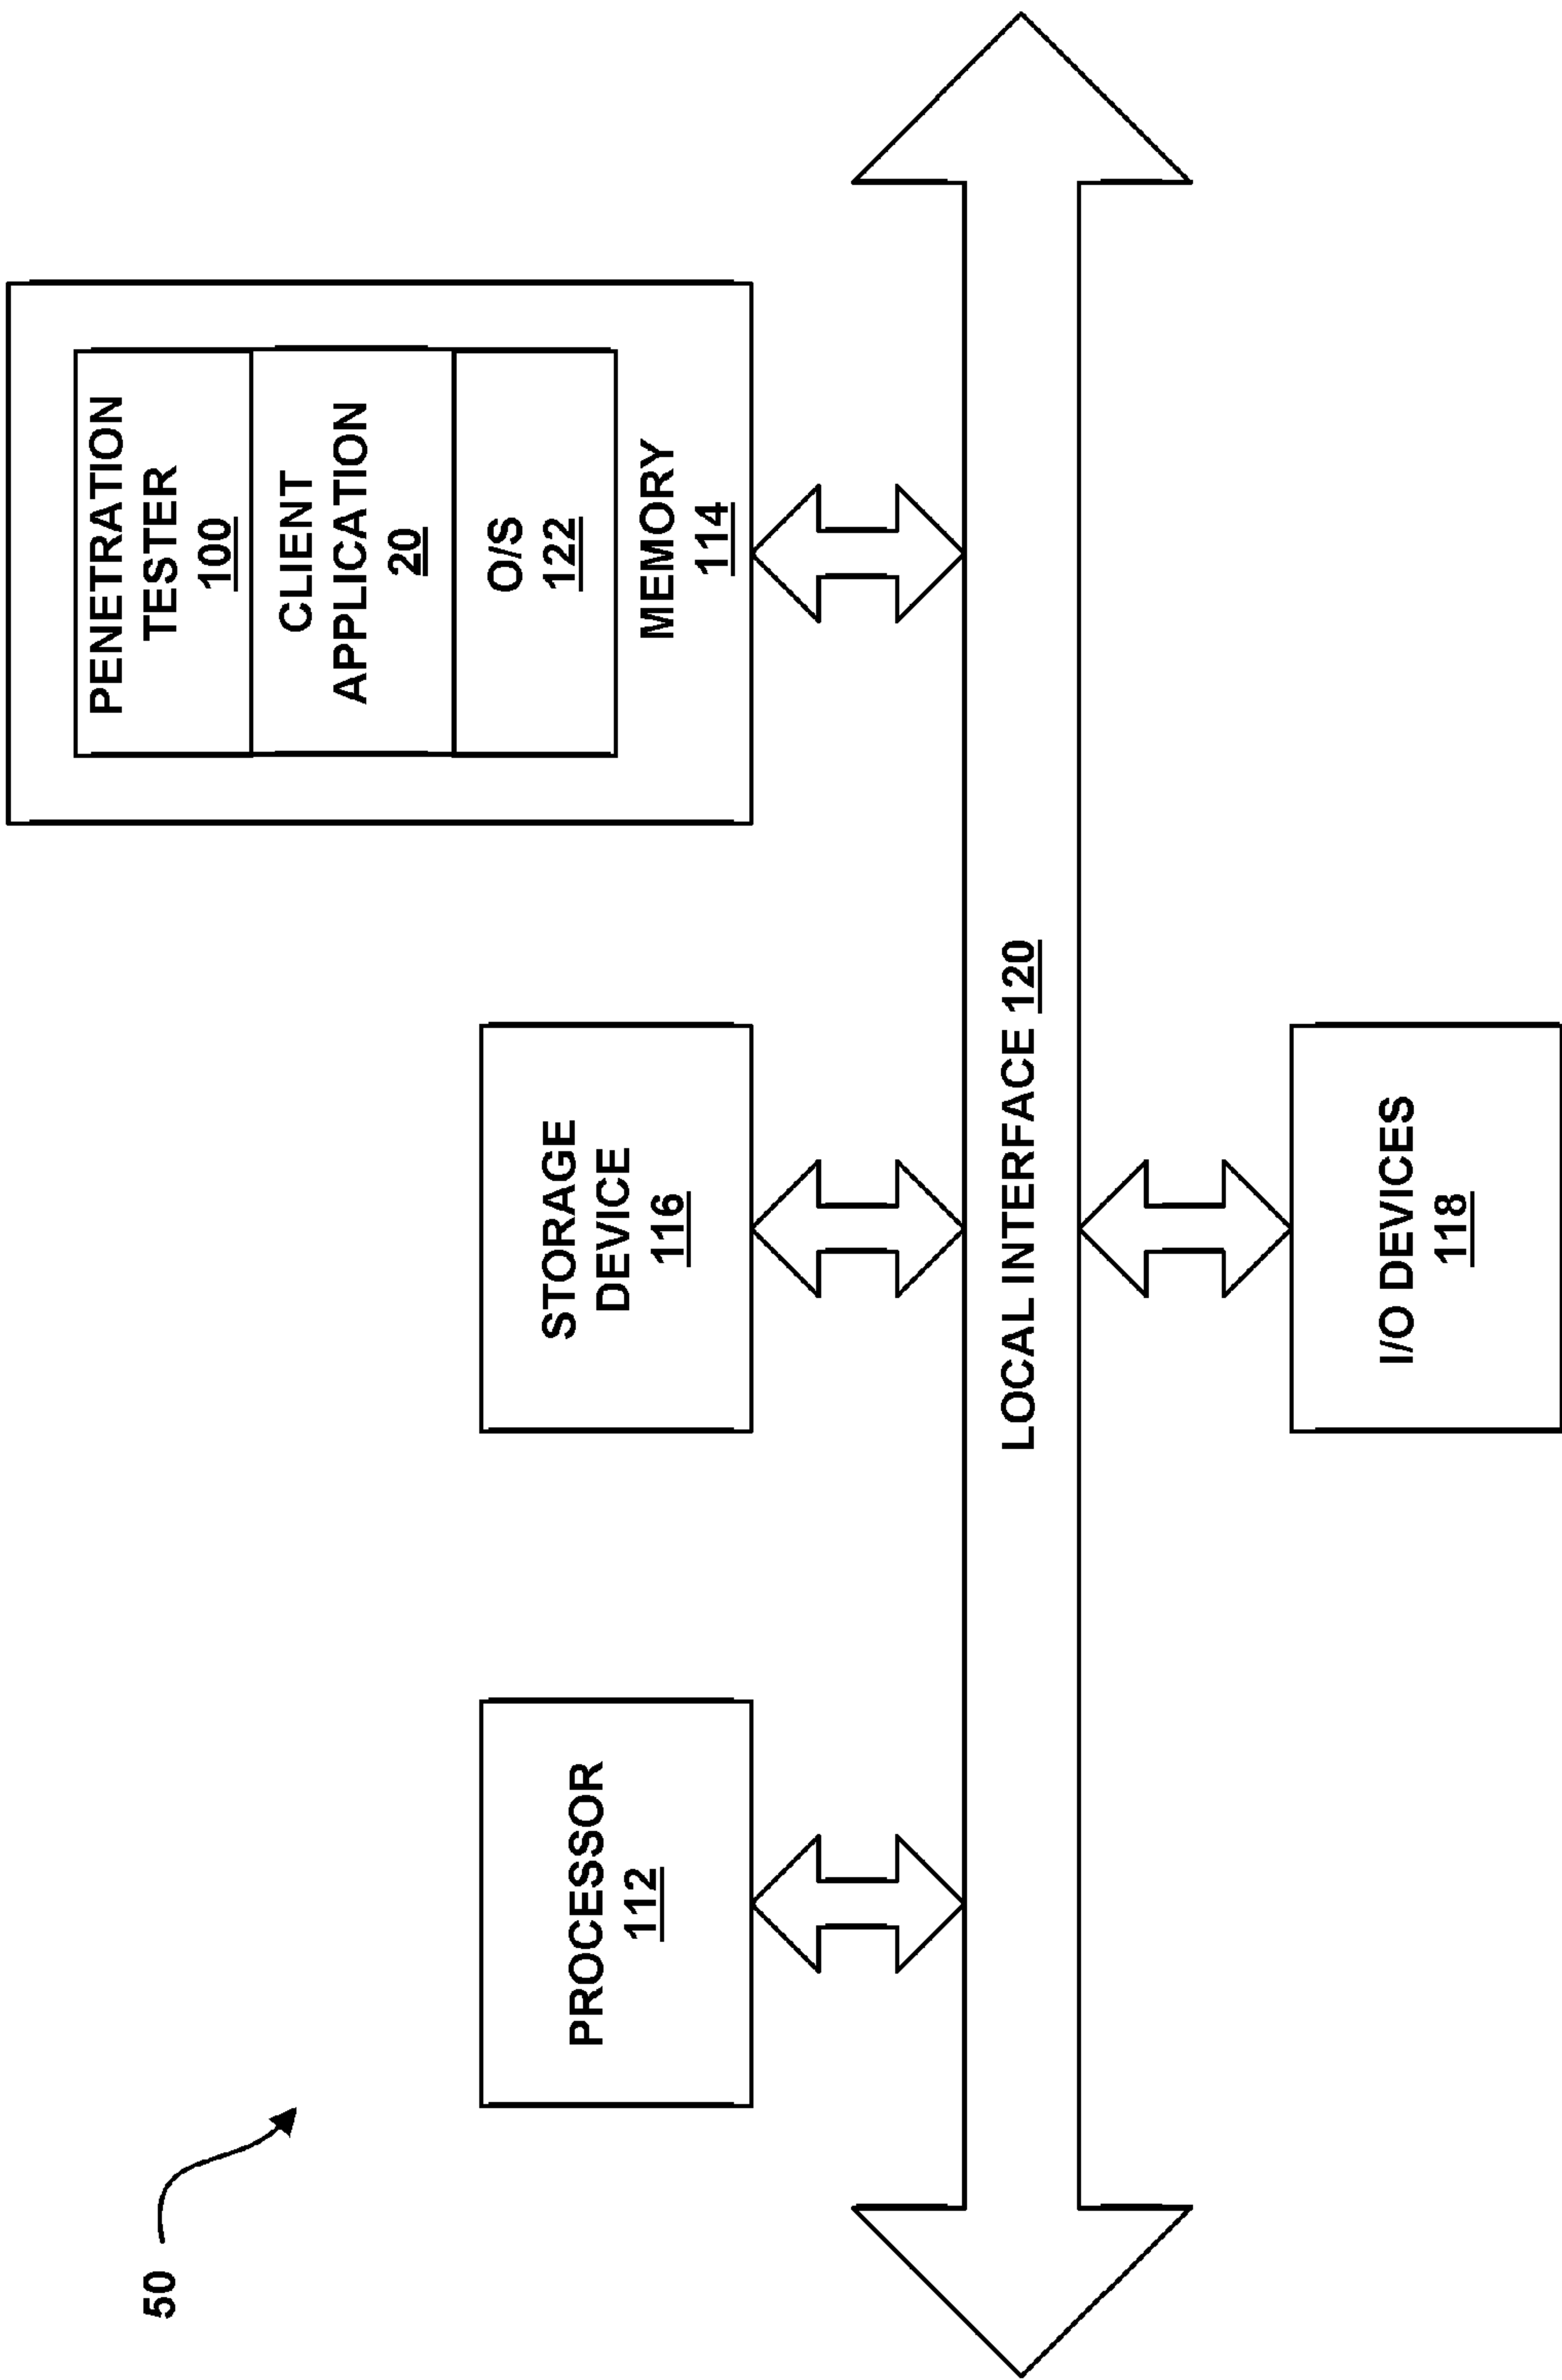 50
PROCESSOR
112
STORAGE
DEVICE
116
PENETRATION
TESTER
1000
CLIENT
APPLICATION
20
O/S
122
MEMORY
114
LOCAL INTERFACE 120
I/O DEVICES
118